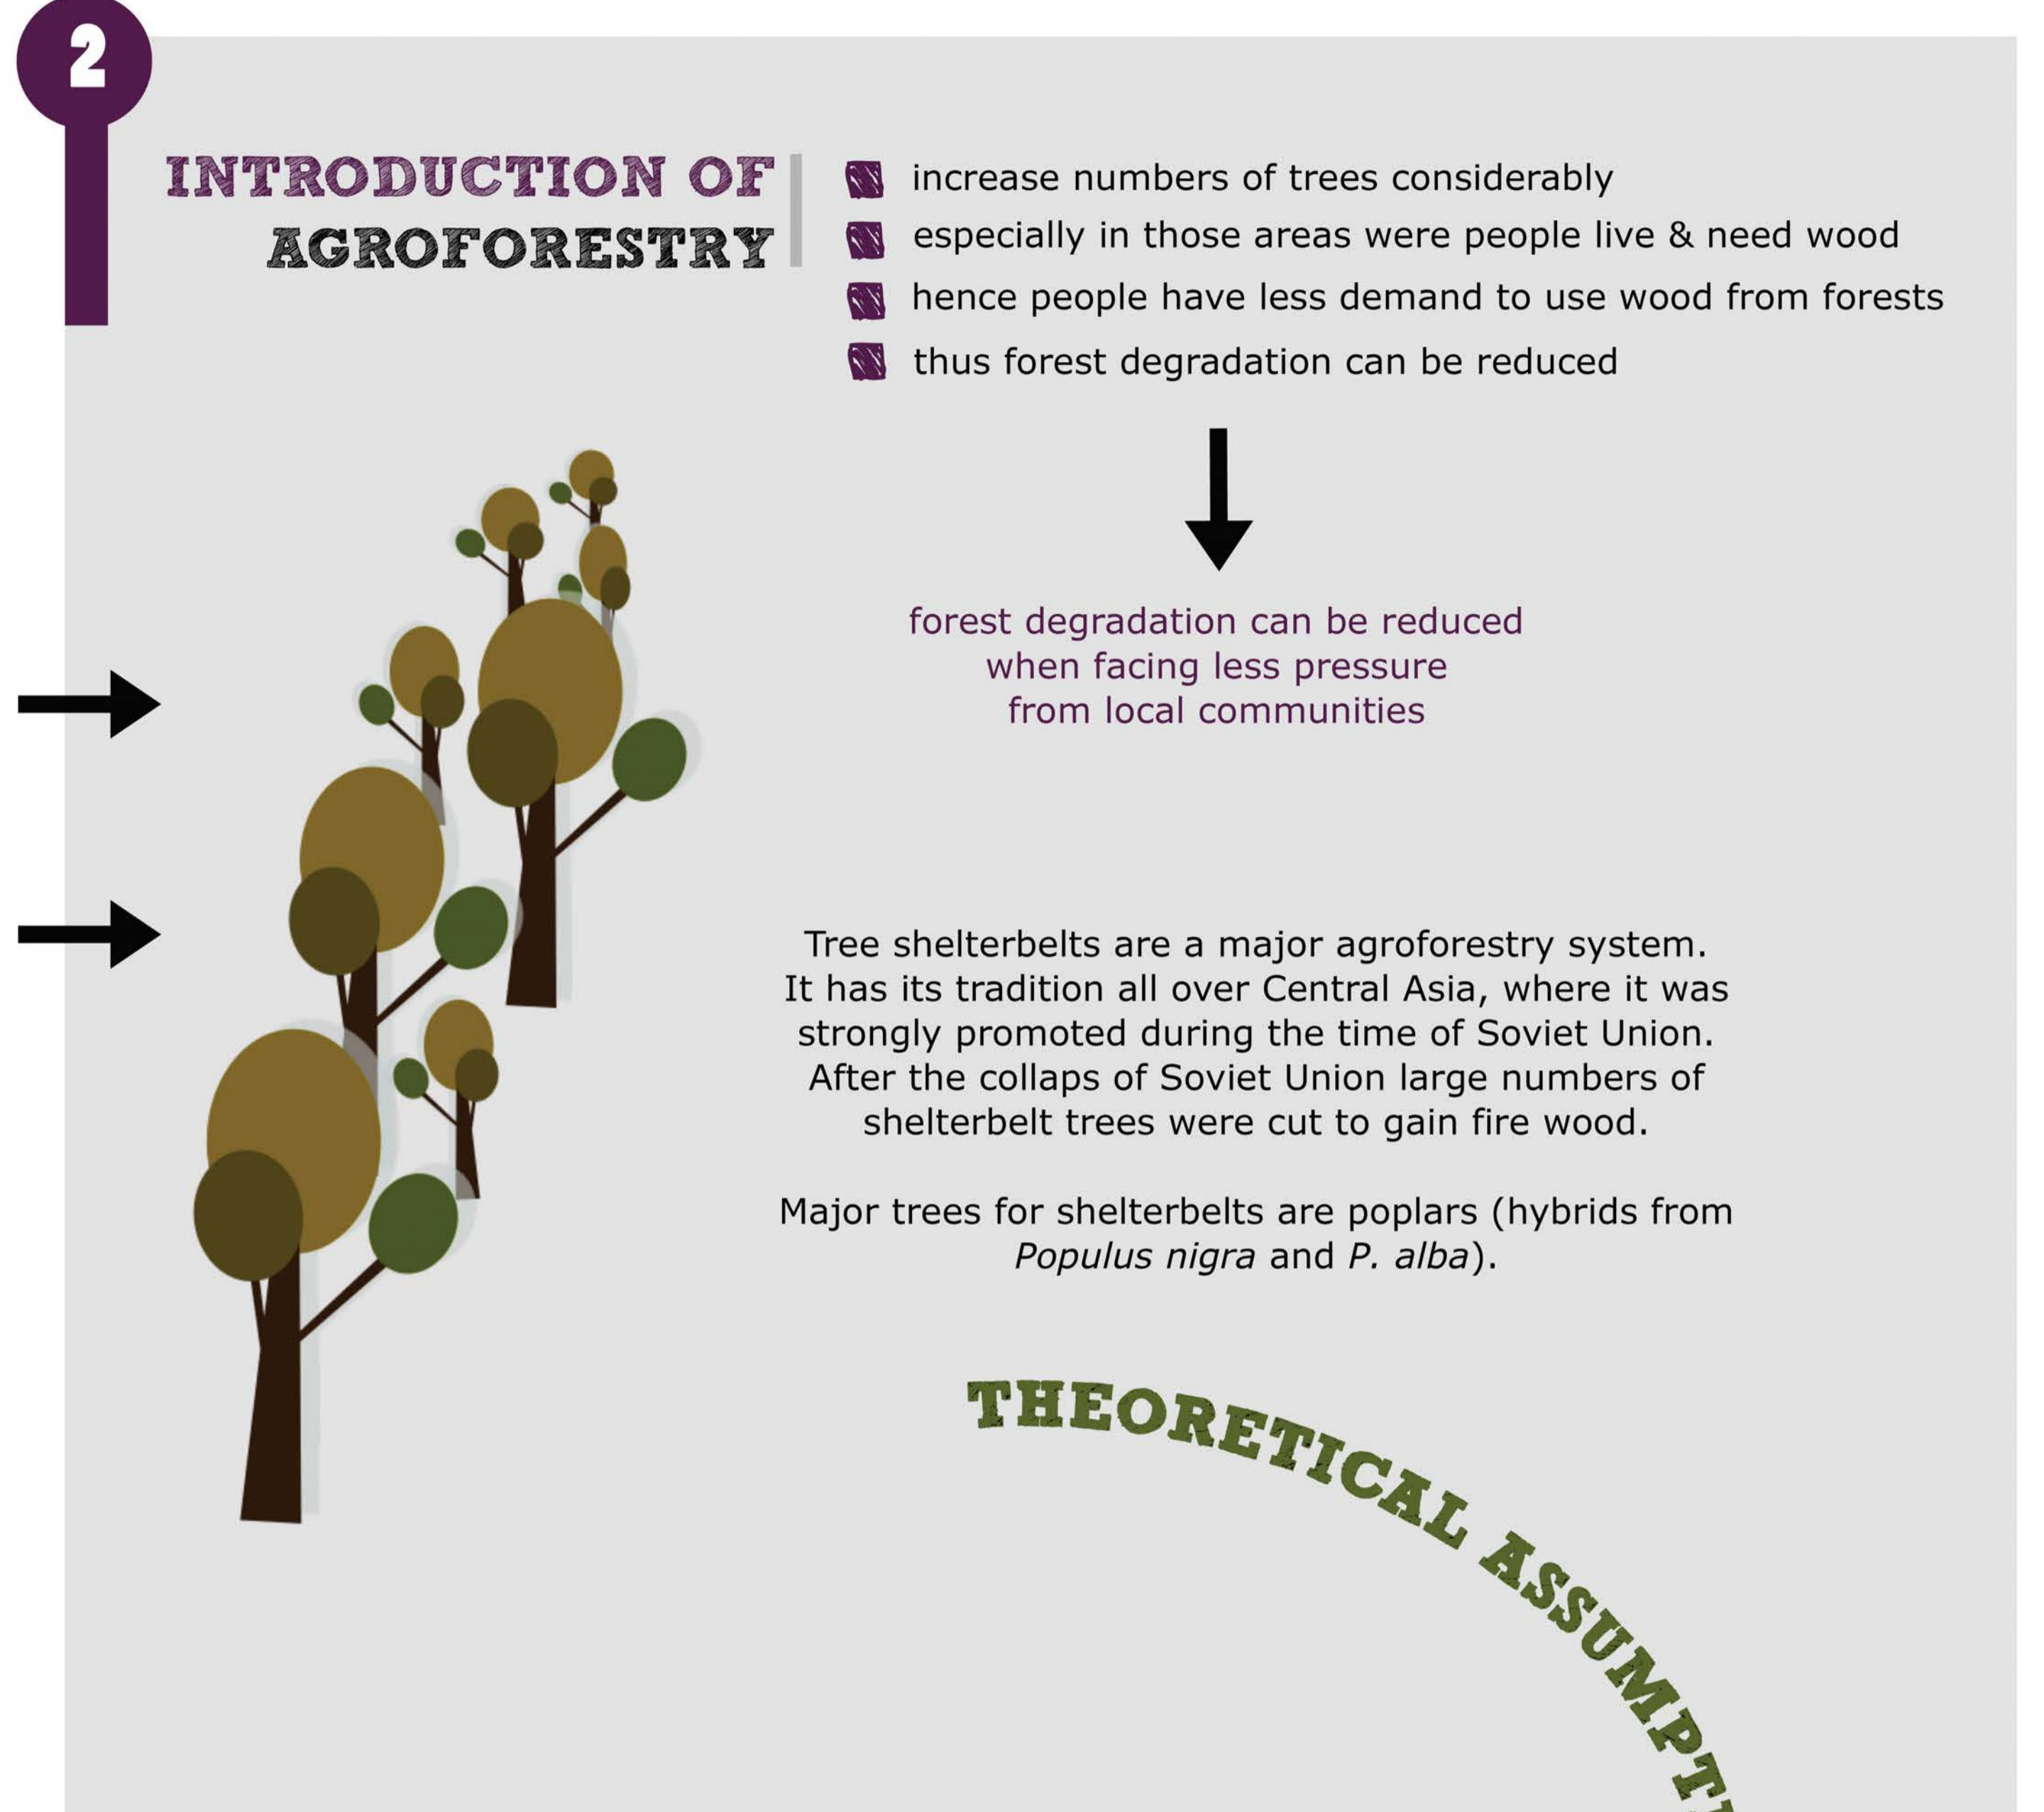 2
INTRODUCTION OF
AGROFORESTRY
increase numbers of trees considerably
especially in those areas were people live & need wood
hence people have less demand to use wood from forests
thus forest degradation can be reduced
forest degradation can be reduced
when facing less pressure
from local communities
Tree shelterbelts are a major agroforestry system.
It has its tradition all over Central Asia, where it was
strongly promoted during the time of Soviet Union.
After the collaps of Soviet Union large numbers of
shelterbelt trees were cut to gain fire wood.
Major trees for shelterbelts are poplars (hybrids from
Populus nigra and P. alba).
THEORETICAL